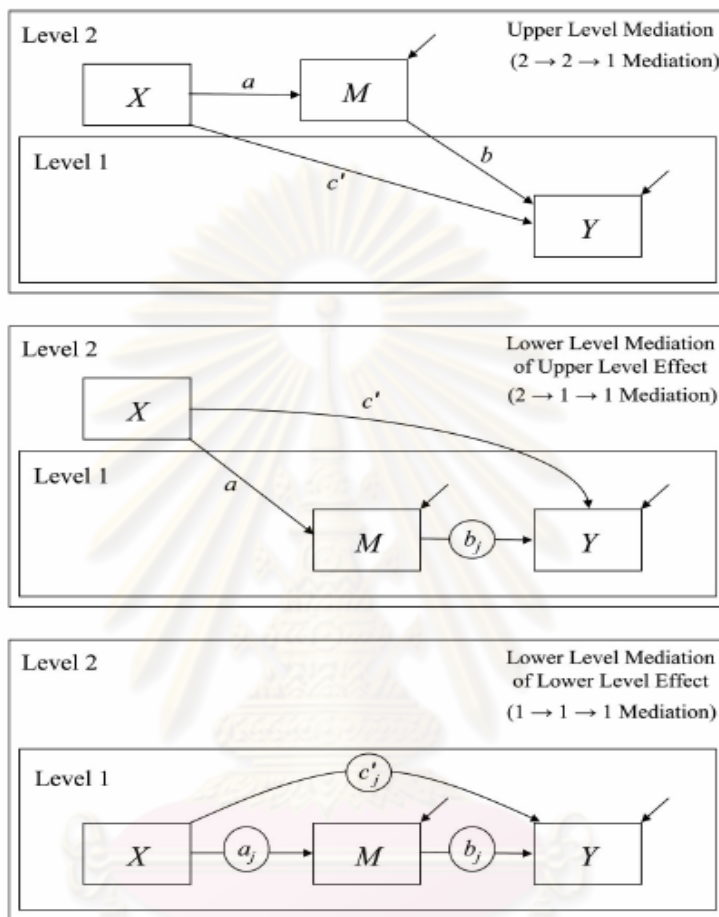 Level 2
Upper Level Mediation
(2 → 2 → 1 Mediation)
X
a
M
b
Level 1
c'
Y
Level 2
Lower Level Mediation
of Upper Level Effect
(2 → 1 → 1 Mediation)
X
c'
Level 1
a
M
b_j
Y
Level 2
Lower Level Mediation
of Lower Level Effect
(1 → 1 → 1 Mediation)
Level 1
c'_j
X
a_j
M
b_j
Y